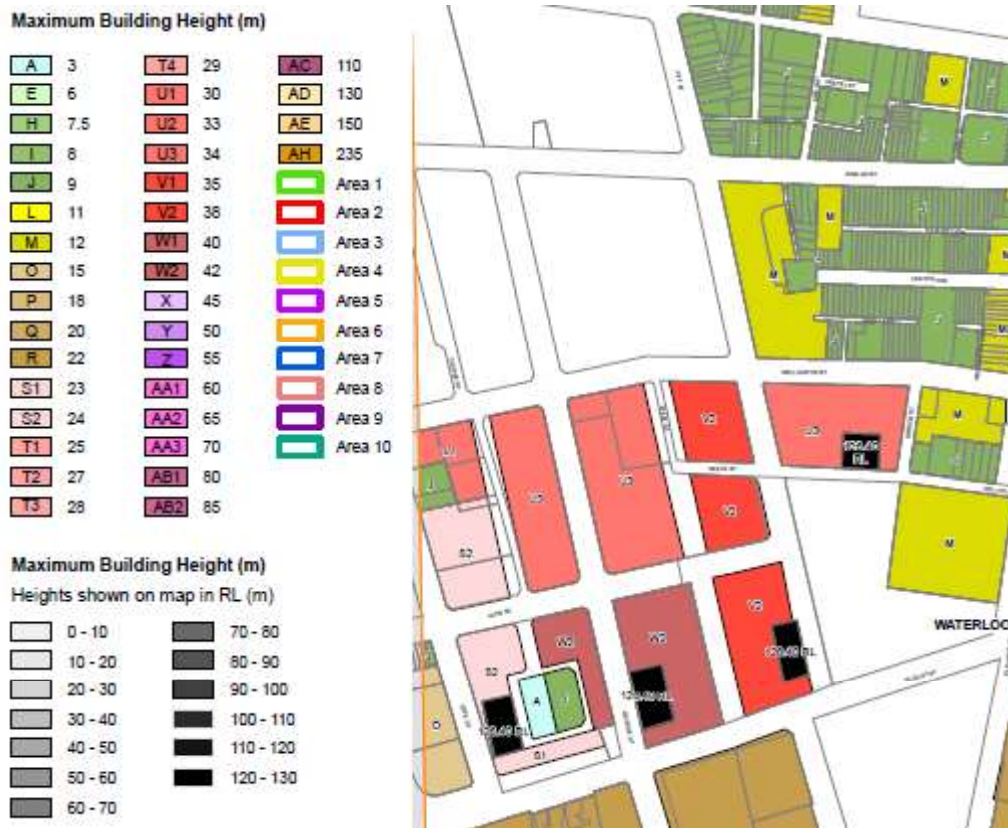 Maximum Building Height (m)
A 3
E 6
H 7.5
I 8
J 9
L 11
M 12
O 15
P 18
Q 20
R 22
S1 23
S2 24
T1 25
T2 27
T3 28
T4 29
U1 30
U2 33
U3 34
V1 35
V2 38
W1 40
W2 42
X 45
Y 50
Z 55
AA1 60
AA2 65
AA3 70
AB1 80
AB2 85
AC 110
AD 130
AE 150
AH 235
Area 1
Area 2
Area 3
Area 4
Area 5
Area 6
Area 7
Area 8
Area 9
Area 10
Maximum Building Height (m)
Heights shown on map in RL (m)
0 - 10
10 - 20
20 - 30
30 - 40
40 - 50
50 - 60
60 - 70
70 - 80
80 - 90
90 - 100
100 - 110
110 - 120
120 - 130
M
J
M
M
J
M
V2
U3
M
J
S2
V2
M
WATERLOO
S2
W2
W2
A
O
S1